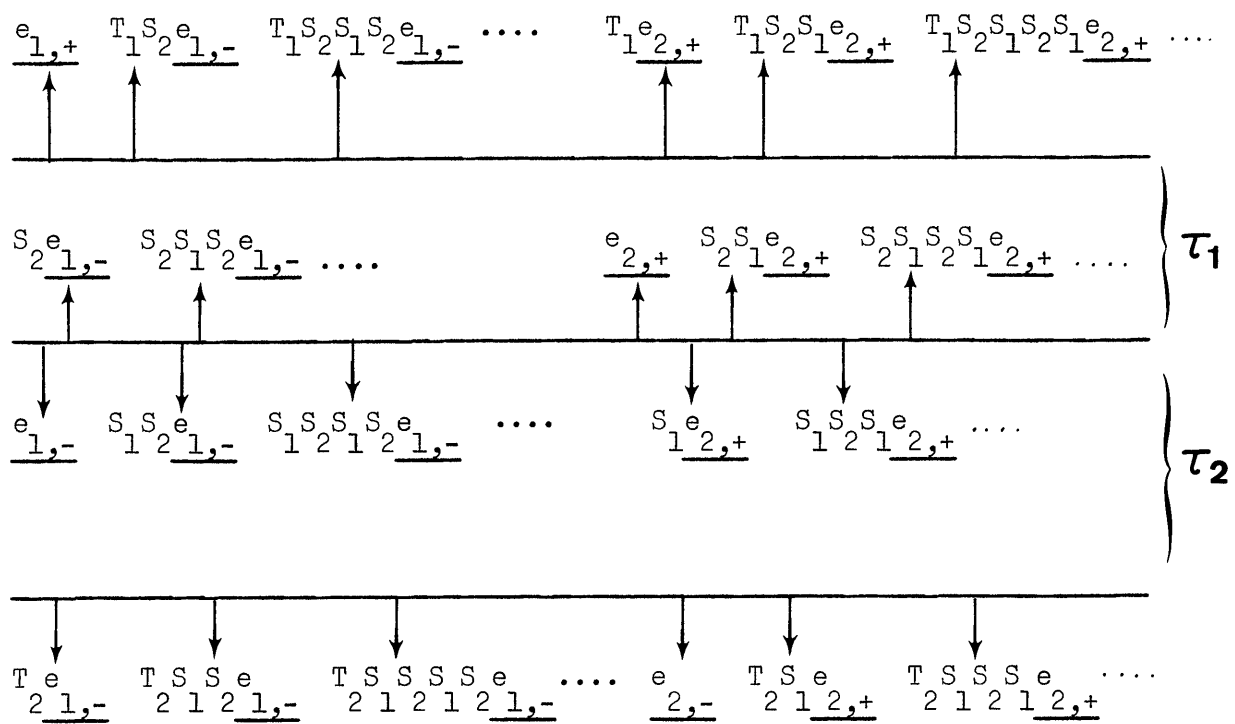 e₁,₊ T₁S₂e₁,₋ T₁S₂S₁S₂e₁,₋ .... T₁e₂,₊ T₁S₂S₁e₂,₊ T₁S₂S₁S₂S₁e₂,₊ ....
S₂e₁,₋ S₂S₁S₂e₁,₋ .... e₂,₊ S₂S₁e₂,₊ S₂S₁S₂S₁e₂,₊ ....
τ₁
e₁,₋ S₁S₂e₁,₋ S₁S₂S₁S₂e₁,₋ .... S₁e₂,₊ S₁S₂S₁e₂,₊ ....
τ₂
T₂e₁,₋ T₂S₁S₂e₁,₋ T₂S₁S₂S₁S₂e₁,₋ .... e₂,₋ T₂S₁e₂,₊ T₂S₁S₂S₁e₂,₊ ....